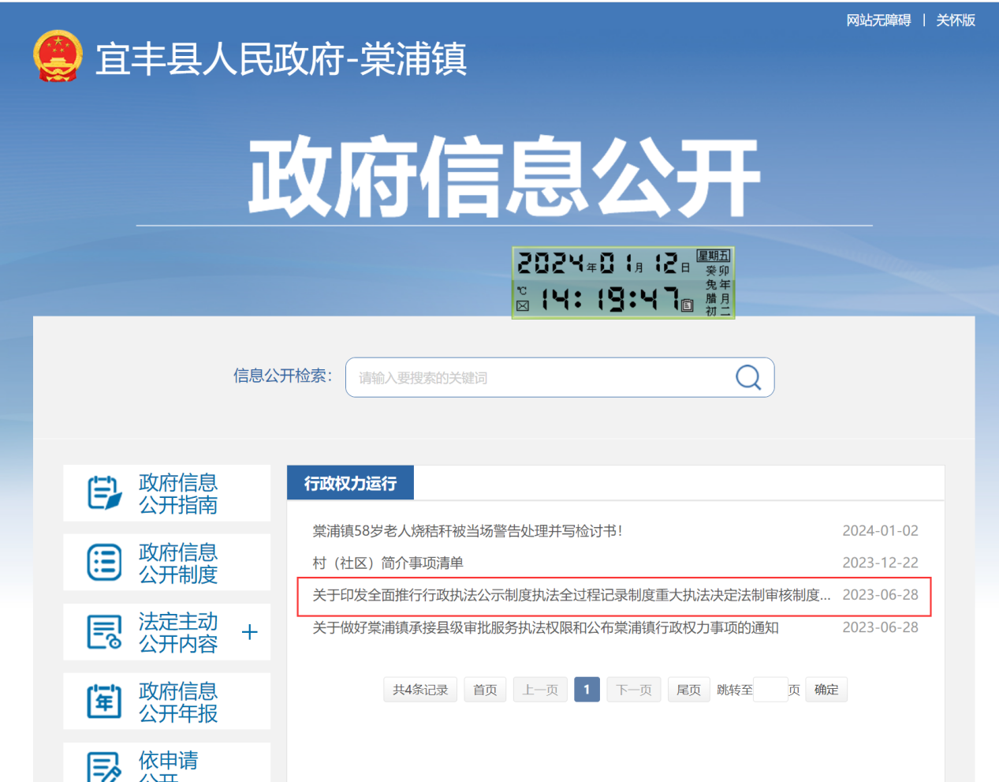 网站无障碍 | 关怀版
宜丰县人民政府-棠浦镇
政府信息公开
2024年01月12日 星期五
癸卯
兔年
腊月
初二
℃
14:19:47
信息公开检索：
请输入要搜索的关键词
政府信息
公开指南
政府信息
公开制度
法定主动
公开内容 +
年
政府信息
公开年报
依申请
公开
行政权力运行
棠浦镇58岁老人烧秸秆被当场警告处理并写检讨书！ 2024-01-02
村（社区）简介事项清单 2023-12-22
关于印发全面推行行政执法公示制度执法全过程记录制度重大执法决定法制审核制度... 2023-06-28
关于做好棠浦镇承接县级审批服务执法权限和公布棠浦镇行政权力事项的通知 2023-06-28
共4条记录 首页 上一页 1 下一页 尾页 跳转至 页 确定